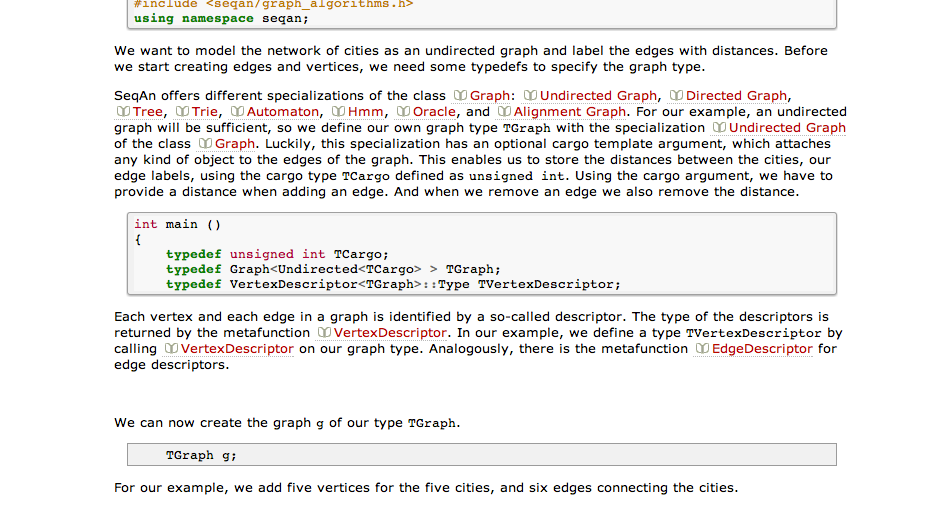 #include <seqan/graph_algorithms.h>
using namespace seqan;
We want to model the network of cities as an undirected graph and label the edges with distances. Before
we start creating edges and vertices, we need some typedefs to specify the graph type.
SeqAn offers different specializations of the class Graph: Undirected Graph, Directed Graph,
Tree, Trie, Automaton, Hmm, Oracle, and Alignment Graph. For our example, an undirected
graph will be sufficient, so we define our own graph type TGraph with the specialization Undirected Graph
of the class Graph. Luckily, this specialization has an optional cargo template argument, which attaches
any kind of object to the edges of the graph. This enables us to store the distances between the cities, our
edge labels, using the cargo type TCargo defined as unsigned int. Using the cargo argument, we have to
provide a distance when adding an edge. And when we remove an edge we also remove the distance.
int main ()
{
    typedef unsigned int TCargo;
    typedef Graph<Undirected<TCargo> > TGraph;
    typedef VertexDescriptor<TGraph>::Type TVertexDescriptor;
Each vertex and each edge in a graph is identified by a so-called descriptor. The type of the descriptors is
returned by the metafunction VertexDescriptor. In our example, we define a type TVertexDescriptor by
calling VertexDescriptor on our graph type. Analogously, there is the metafunction EdgeDescriptor for
edge descriptors.
We can now create the graph g of our type TGraph.
    TGraph g;
For our example, we add five vertices for the five cities, and six edges connecting the cities.